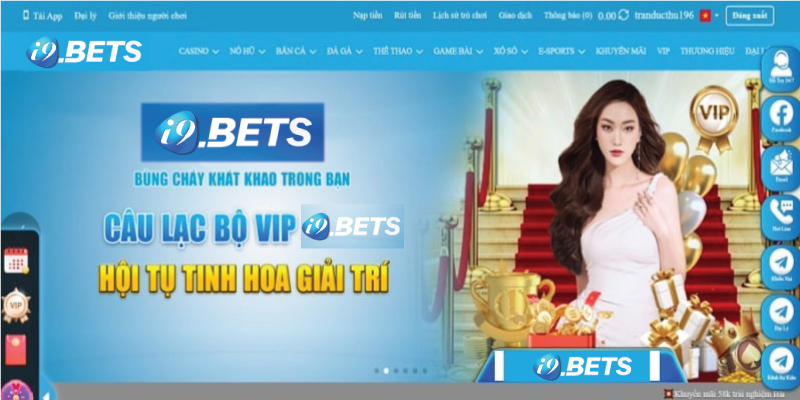 Tải App Đại lý Giới thiệu người chơi Nạp tiền Rút tiền Lịch sử trò chơi Giao dịch Thông báo (0) 0.00 tranducthu196 Đăng xuất
i9.BETS CASINO NỔ HŨ BẮN CÁ ĐÁ GÀ THỂ THAO GAME BÀI XỔ SỐ E-SPORTS KHUYẾN MÃI VIP THƯƠNG HIỆU ĐẠI
Hỗ Trợ 24/7
i9.BETS
VIP
Facebook
BÙNG CHÁY KHÁT KHAO TRONG BẠN
Email
CÂU LẠC BỘ VIP i9.BETS
Hot Line
HỘI TỤ TINH HOA GIẢI TRÍ
Khiếu Nại
VIP
Đại Lý
i9.BETS
Kênh Sự Kiện
Khuyến mãi 58k trải nghiệm